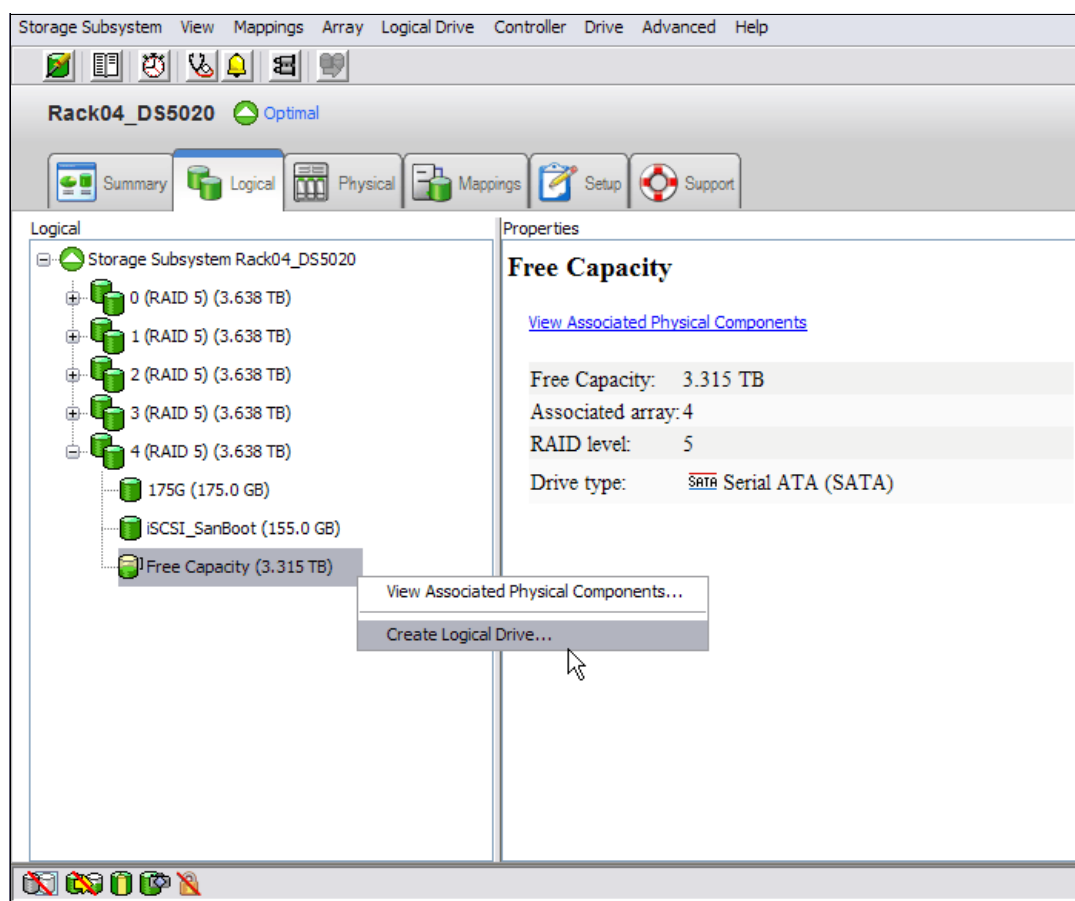 Storage Subsystem View Mappings Array Logical Drive Controller Drive Advanced Help
Rack04_DS5020 Optimal
Summary Logical Physical Mappings Setup Support
Logical
Storage Subsystem Rack04_DS5020
0 (RAID 5) (3.638 TB)
1 (RAID 5) (3.638 TB)
2 (RAID 5) (3.638 TB)
3 (RAID 5) (3.638 TB)
4 (RAID 5) (3.638 TB)
175G (175.0 GB)
iSCSI_SanBoot (155.0 GB)
Free Capacity (3.315 TB)
View Associated Physical Components...
Create Logical Drive...
Properties
Free Capacity
View Associated Physical Components
Free Capacity: 3.315 TB
Associated array: 4
RAID level: 5
Drive type: SATA Serial ATA (SATA)